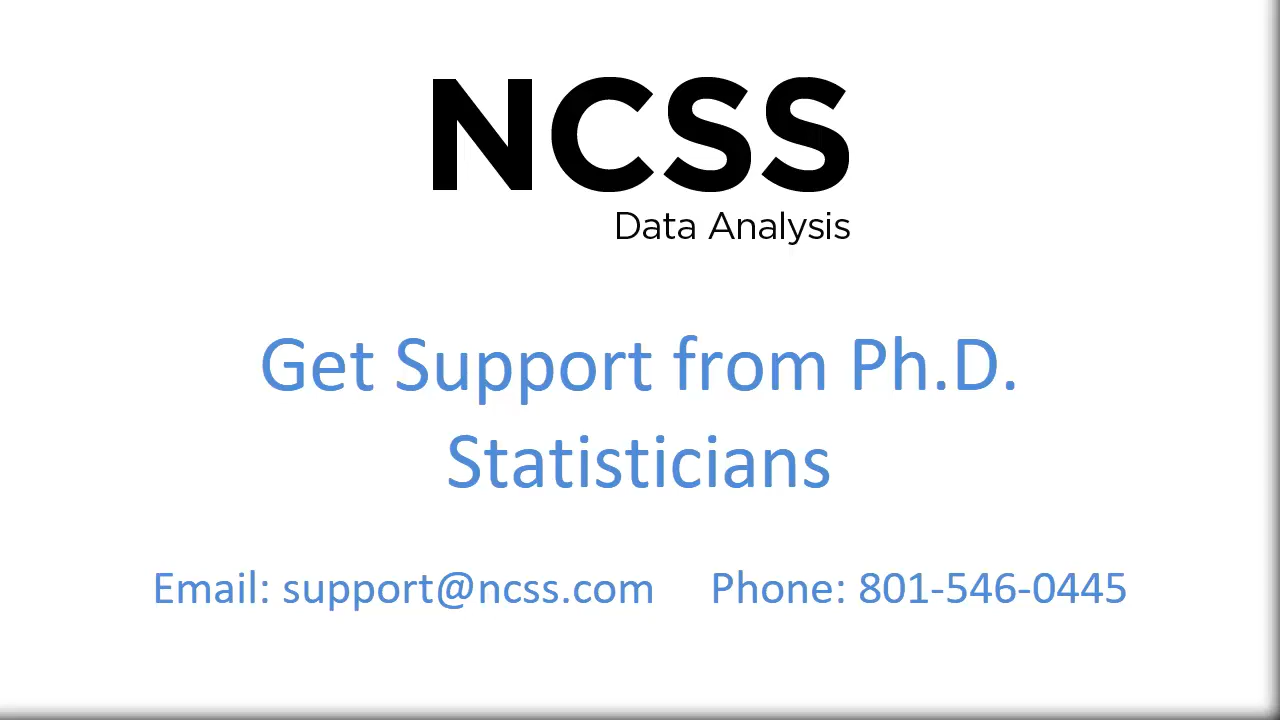 NCSS
Data Analysis
Get Support from Ph.D.
Statisticians
Email: support@ncss.com Phone: 801-546-0445